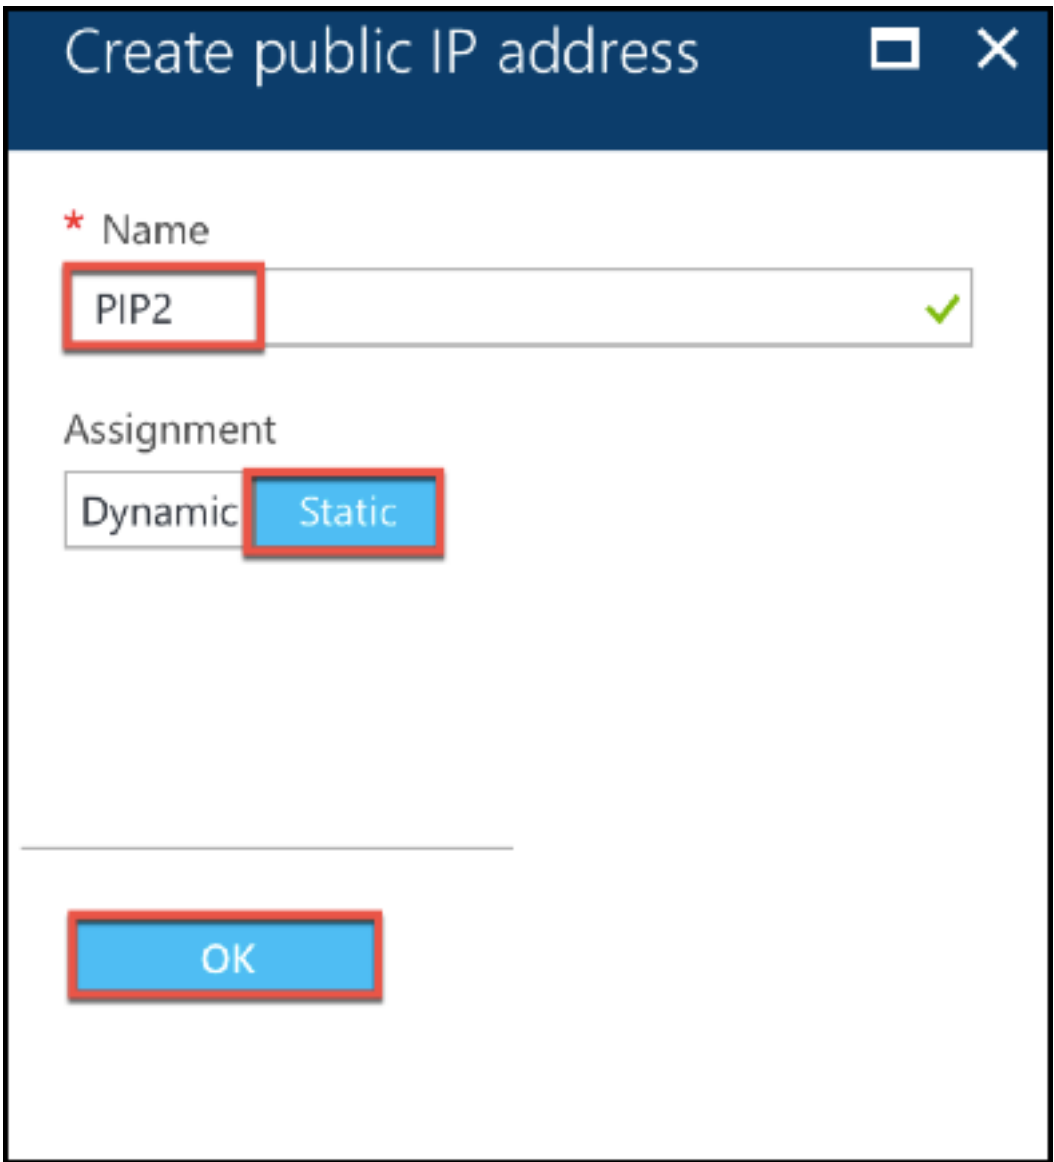 Create public IP address
* Name
PIP2
Assignment
Dynamic Static
OK